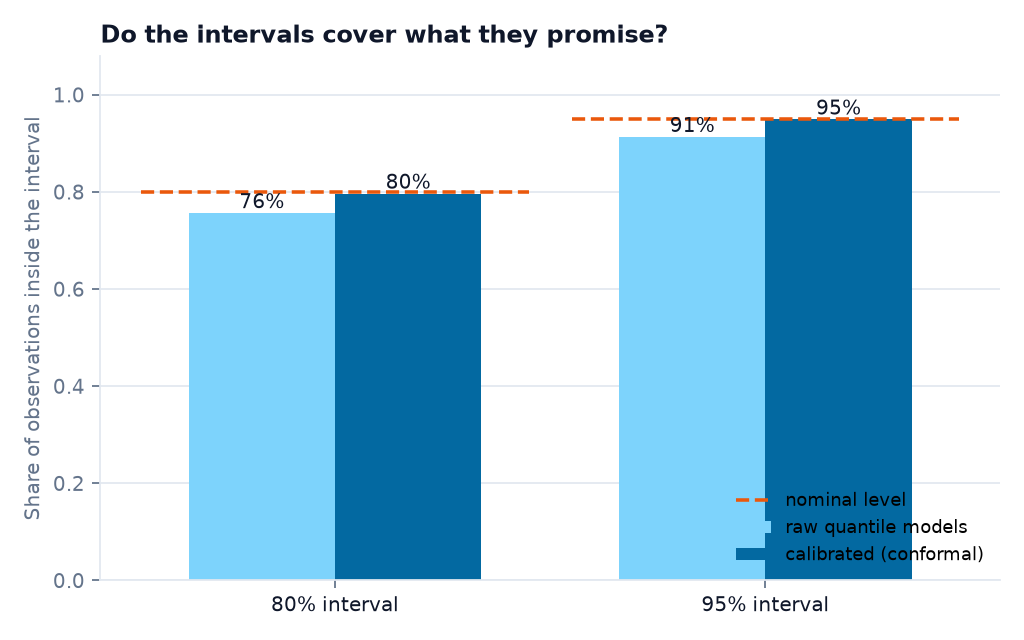 Do the intervals cover what they promise?
Share of observations inside the interval
1.0
0.8
0.6
0.4
0.2
0.0
76%
80%
91%
95%
nominal level
raw quantile models
calibrated (conformal)
80% interval
95% interval